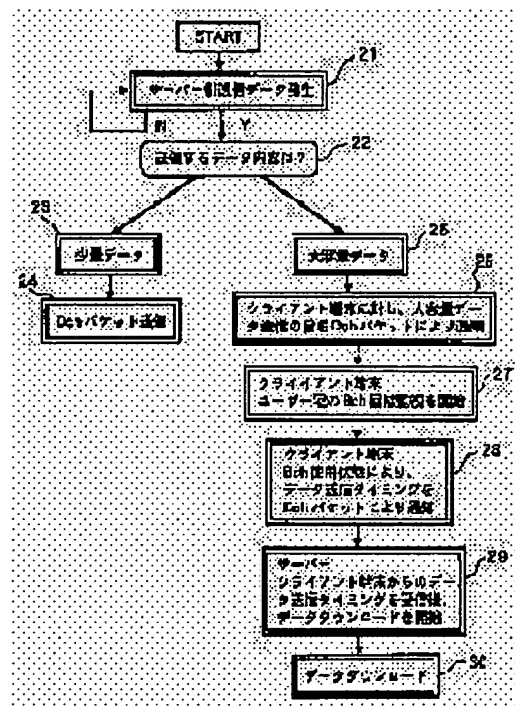 START
21
サーバー側送信データ発生
N
Y
22
送信するデータ内容は?
23
25
少量データ
大容量データ
24
26
Dchパケット送信
クライアント端末に対し、大容量デー
タ送信の旨をDchパケットにより通知
27
クライイアント端末
ユーザー宅のBch回線監視を開始
28
クライアント端末
Bch使用状態により、
データ送信タイミングを
Dchパケットにより通知
29
サーバー
クライアント端末からのデー
タ送信タイミングを受信後、
データダウンロードを開始
30
データダウンロード